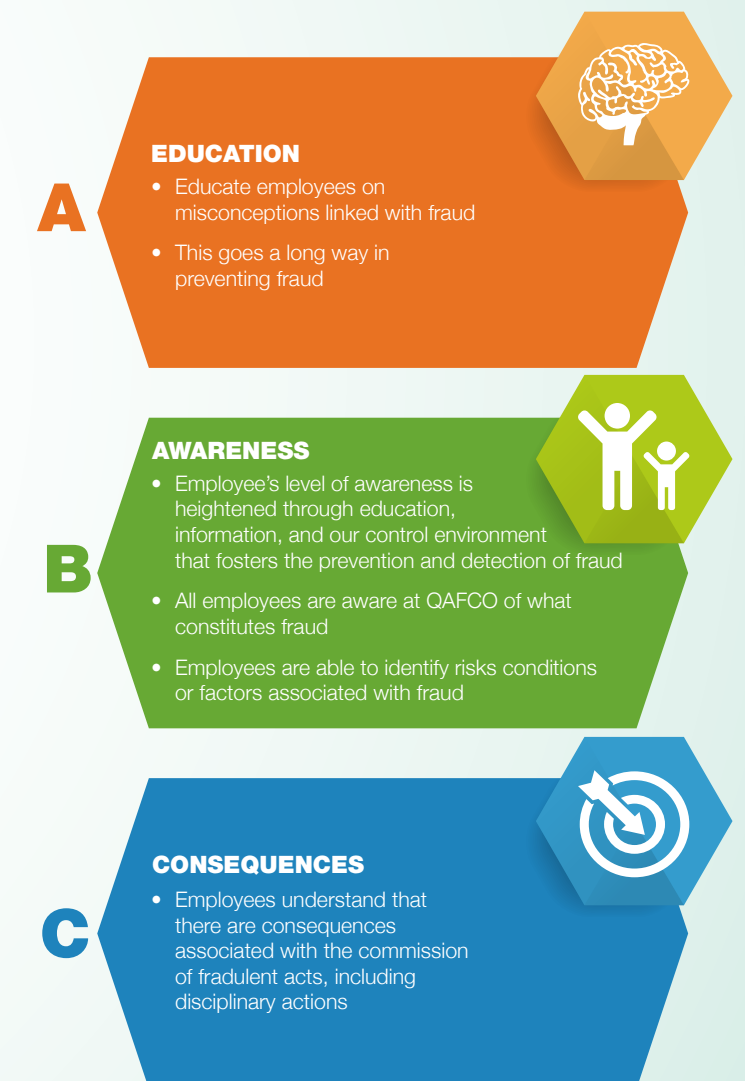 A
EDUCATION
• Educate employees on
misconceptions linked with fraud
• This goes a long way in
preventing fraud
B
AWARENESS
• Employee's level of awareness is
heightened through education,
information, and our control environment
that fosters the prevention and detection of fraud
• All employees are aware at QAFCO of what
constitutes fraud
• Employees are able to identify risks conditions
or factors associated with fraud
C
CONSEQUENCES
• Employees understand that
there are consequences
associated with the commission
of fradulent acts, including
disciplinary actions